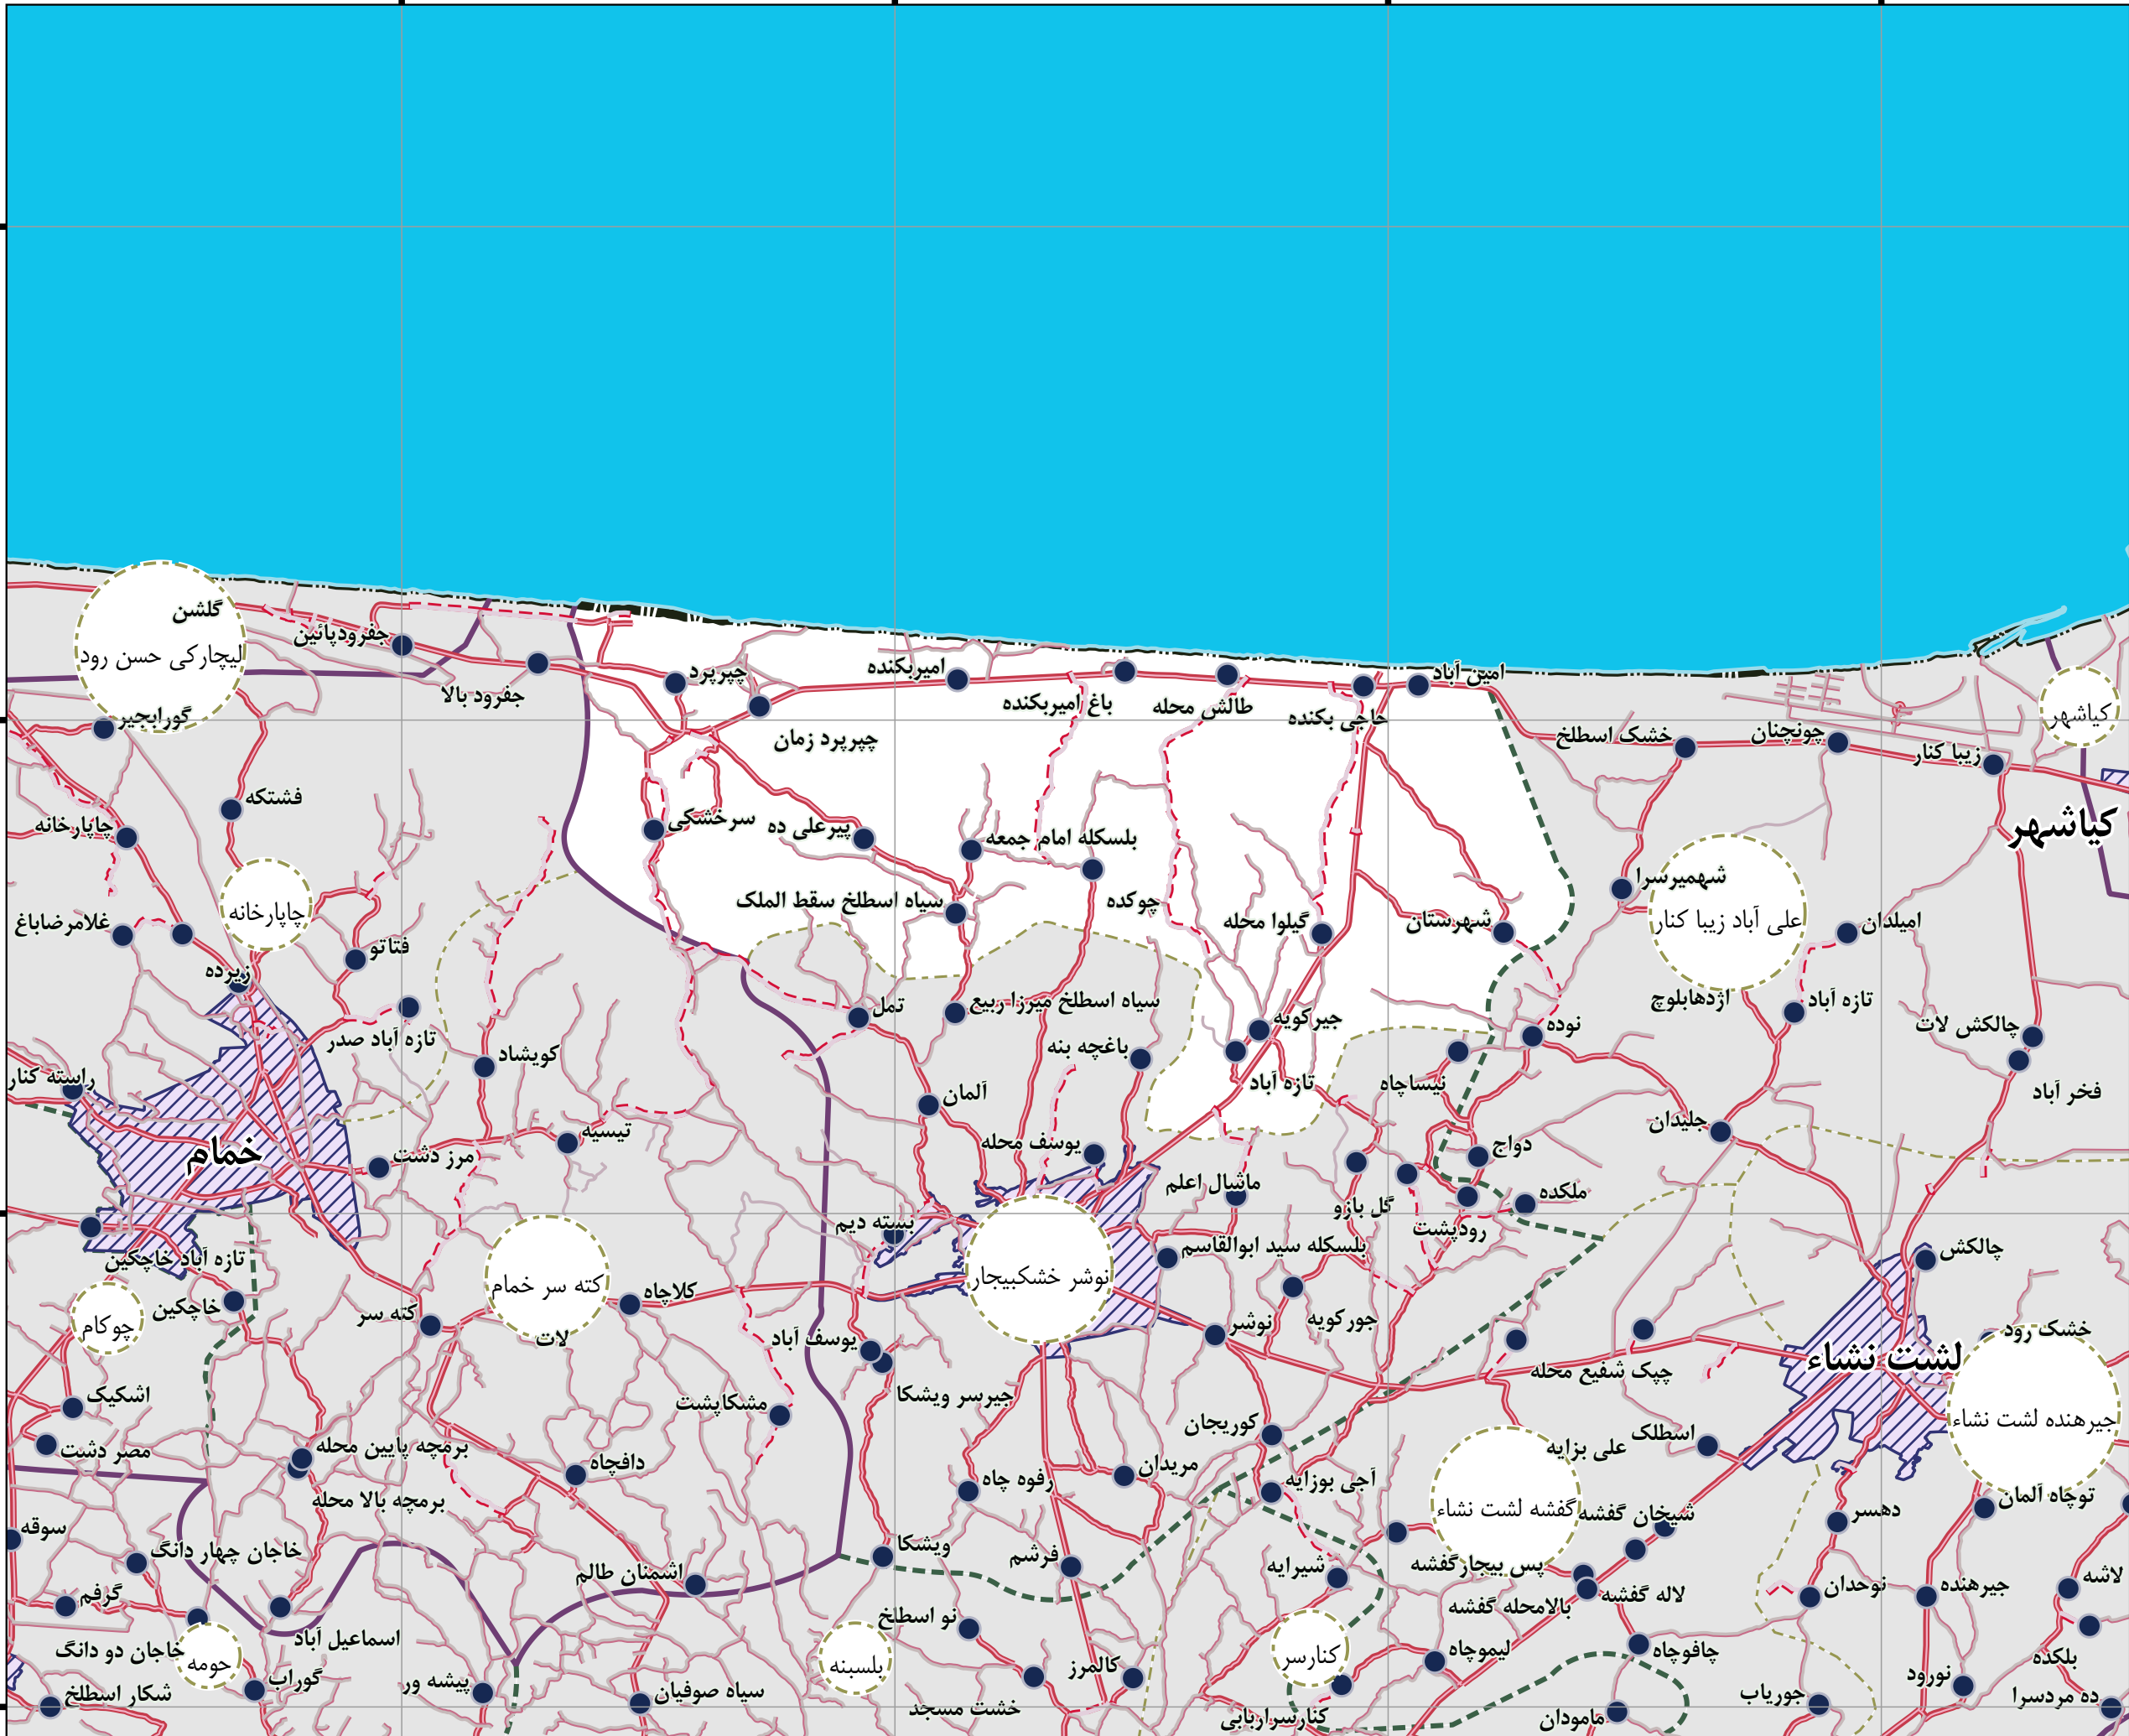 گلشن
لیچارکی حسن رود
جفرودپائین
جفرود بالا
چپرپرد
امیربکنده
باغ امیربکنده
طالش محله
حاجی بکنده
امین آباد
کیاشهر
گورابجیر
چپرپرد زمان
خشک اسطلخ
چونچنان
زیبا کنار
فشتکه
چاپارخانه
سرخشکی
پیرعلی ده
بلسکله امام جمعه
کیاشهر
شهمیرسرا
چاپارخانه
غلامرضاباغ
سیاه اسطلخ سقط الملک
چوکده
گیلوا محله
شهرستان
علی آباد زیبا کنار
امیلدان
فتاتو
زیرده
تمل
سیاه اسطلخ میرزا ربیع
جیرکویه
اژدهابلوچ
تازه آباد
چالکش لات
تازه آباد صدر
کویشاد
باغچه بنه
نوده
راسته کنار
آلمان
تازه آباد
نیساچاه
فخر آباد
خمام
تیسیه
مرز دشت
یوسف محله
جلیدان
دواج
ماشال اعلم
گل بازو
ملکده
بسته دیم
رودپشت
تازه آباد خاچکین
کته سر خمام
نوشر خشکبیجار
بلسکله سید ابوالقاسم
چالکش
خاچکین
چوکام
کته سر
کلاچاه
لات
یوسف آباد
نوشر
جورکویه
خشک رود
لشت نشاء
چپک شفیع محله
اشکیک
مشکاپشت
جیرسر ویشکا
جیرهنده لشت نشاء
کوریجان
اسطلک
علی بزایه
مصر دشت
برمچه پایین محله
دافچاه
مریدان
رفوه چاه
آجی بوزایه
گفشه لشت نشاء
برمچه بالا محله
توچاه آلمان
شیخان گفشه
دهسر
سوقه
خاجان چهار دانگ
ویشکا
فرشم
شیرایه
پس بیجارگفشه
اشمنان طالم
لاشه
گرفم
لاله گفشه
نوحدان
جیرهنده
بالامحله گفشه
نو اسطلخ
خاجان دو دانگ
اسماعیل آباد
حومه
بلسبنه
کنارسر
لیموچاه
چافوچاه
بلکده
کالمرز
گوراب
پیشه ور
نورود
شکار اسطلخ
سیاه صوفیان
خشت مسجد
کنارسراربابی
مامودان
جورباب
ده مردسرا